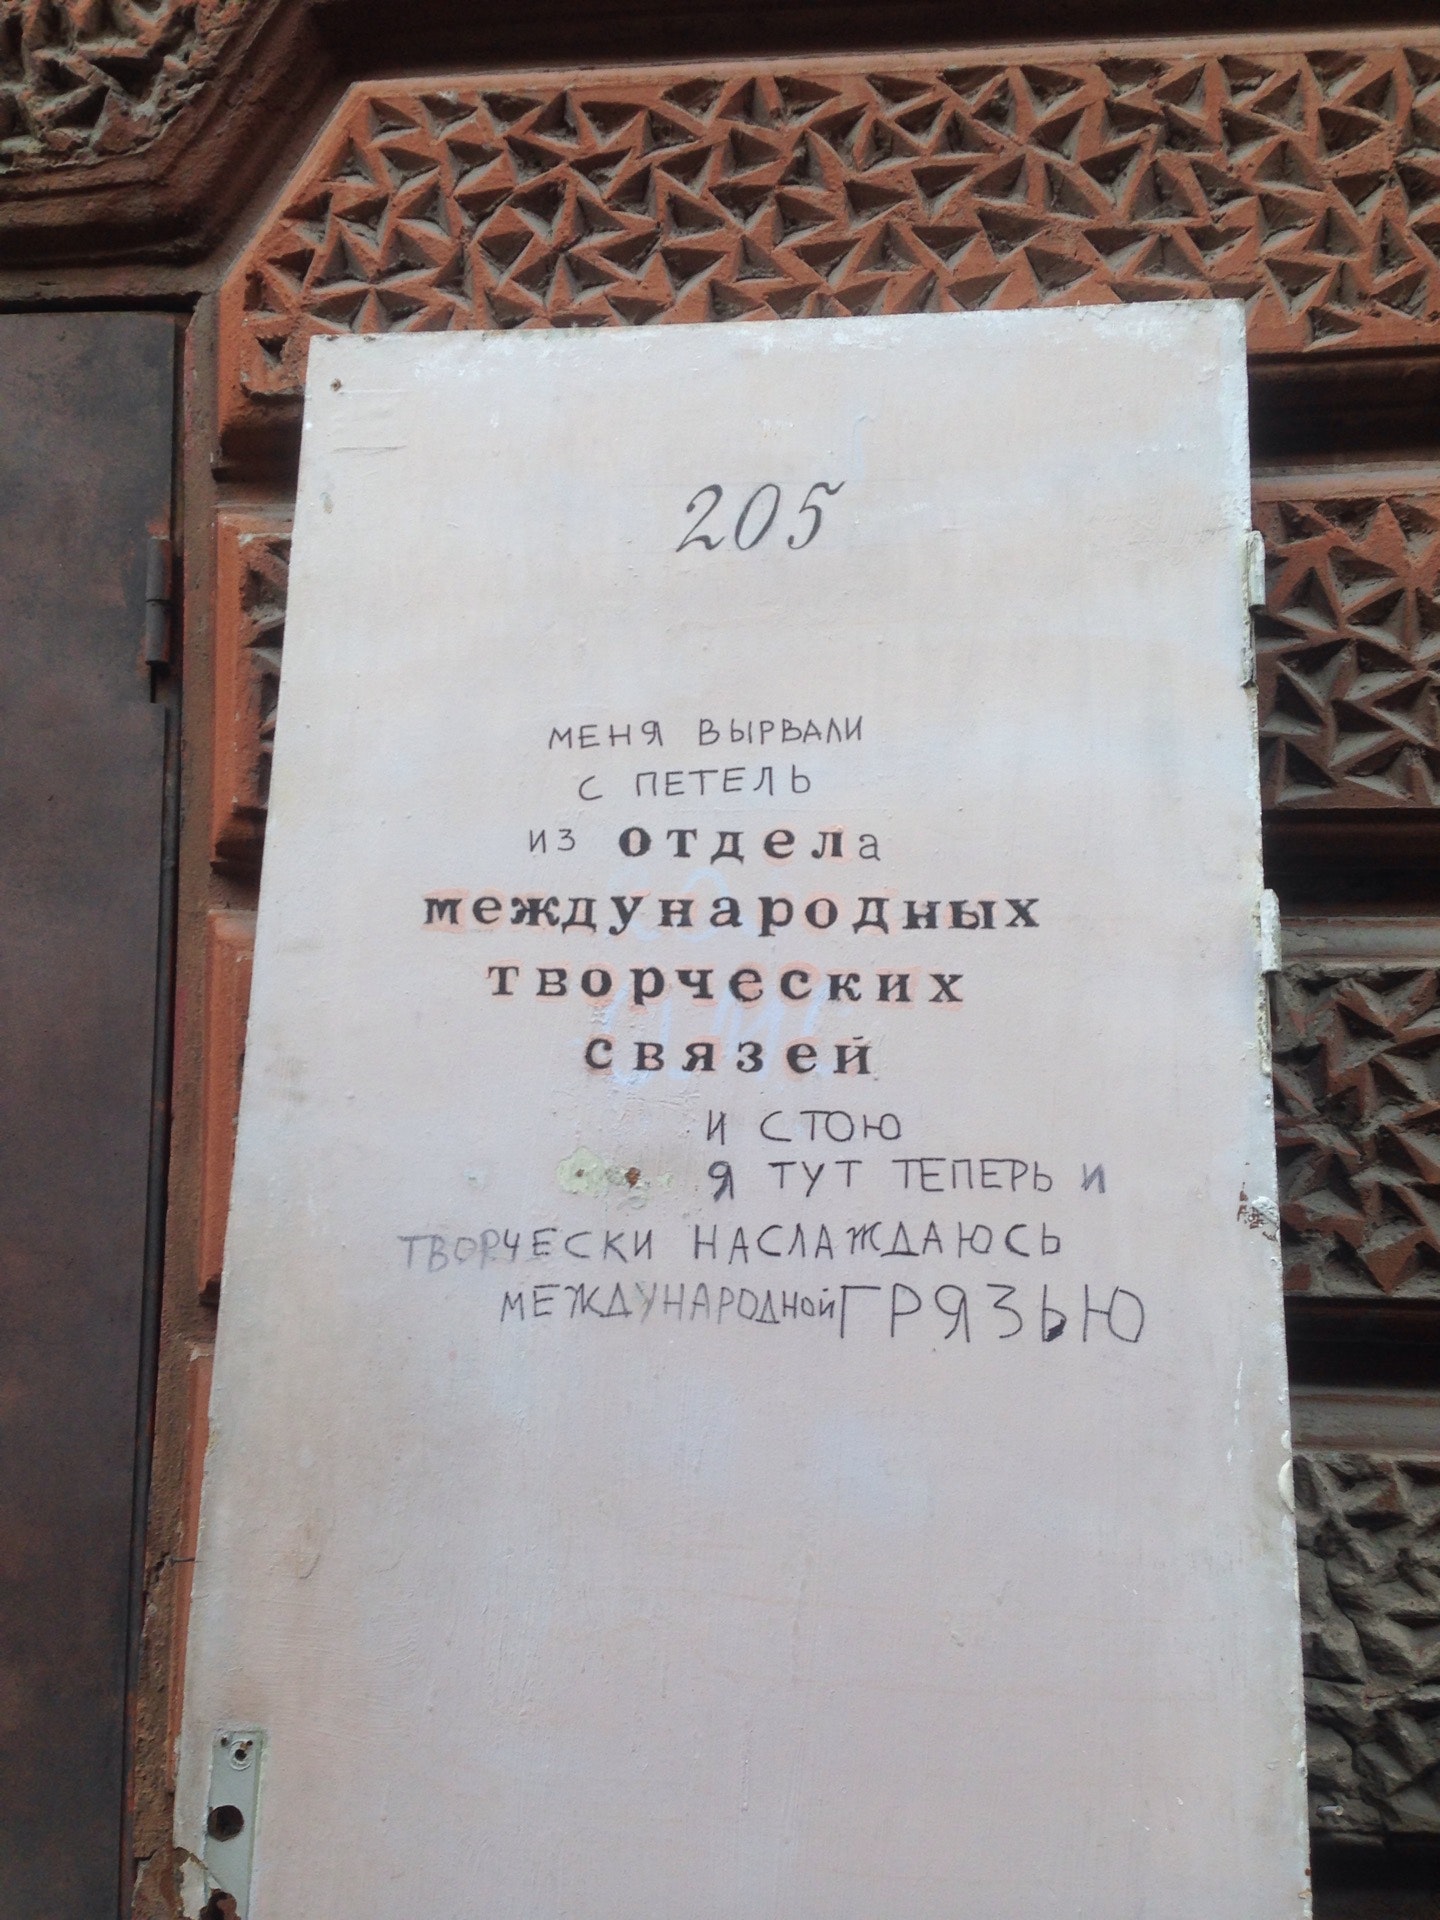 205
МЕНЯ ВЫРВАЛИ
С ПЕТЕЛЬ
ИЗ отдела
международных
творческих
связей
И СТОЮ
Я ТУТ ТЕПЕРЬ И
ТВОРЧЕСКИ НАСЛАЖДАЮСЬ
МЕЖДУНАРОДНОЙ ГРЯЗЬЮ